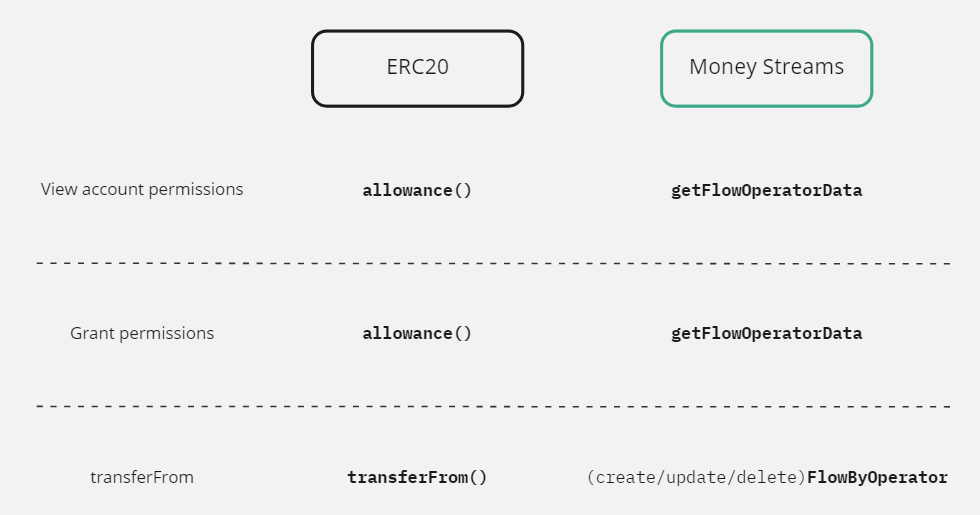 ERC20 Money Streams
View account permissions allowance() getFlowOperatorData
Grant permissions allowance() getFlowOperatorData
transferFrom transferFrom() (create/update/delete)FlowByOperator